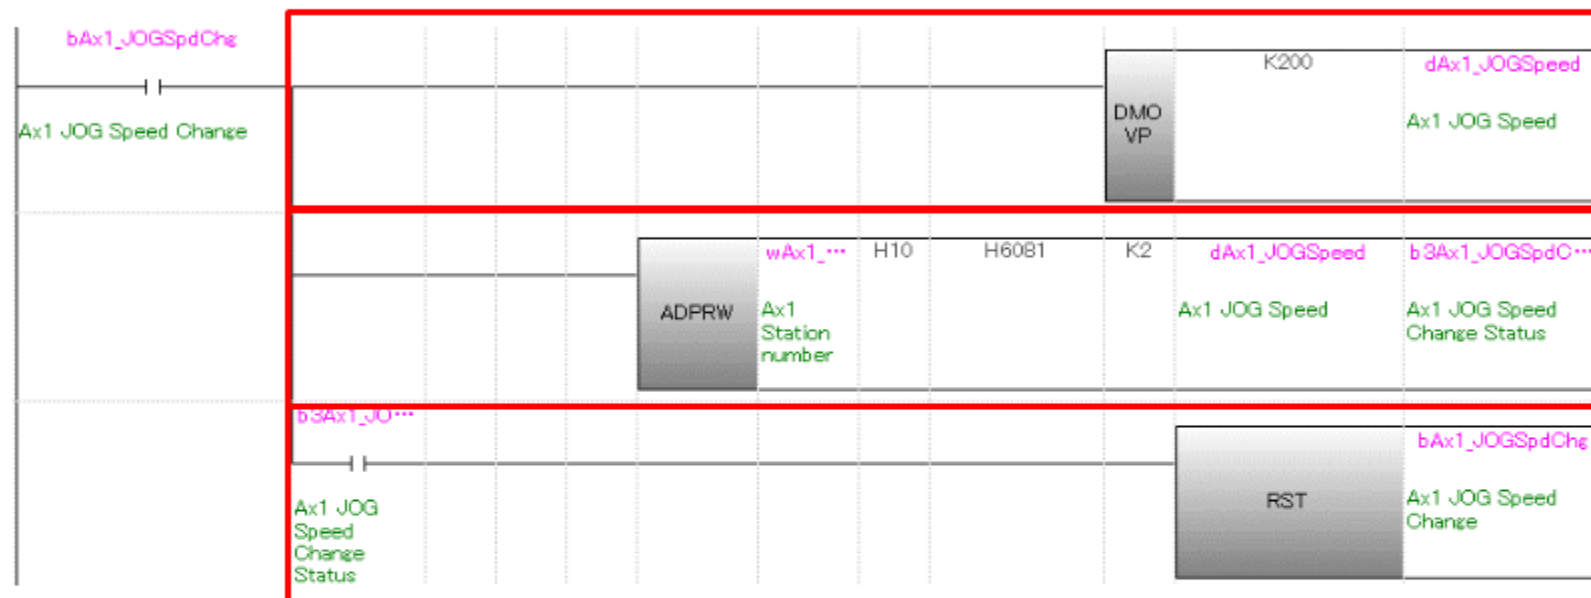 bAx1_JOGSpdChg
Ax1 JOG Speed Change
DMO
VP
K200
dAx1_JOGSpeed
Ax1 JOG Speed
ADPRW
wAx1_…
Ax1
Station
number
H10
H6081
K2
dAx1_JOGSpeed
Ax1 JOG Speed
b3Ax1_JOGSpdC…
Ax1 JOG Speed
Change Status
b3Ax1_JO…
Ax1 JOG
Speed
Change
Status
RST
bAx1_JOGSpdChg
Ax1 JOG Speed
Change